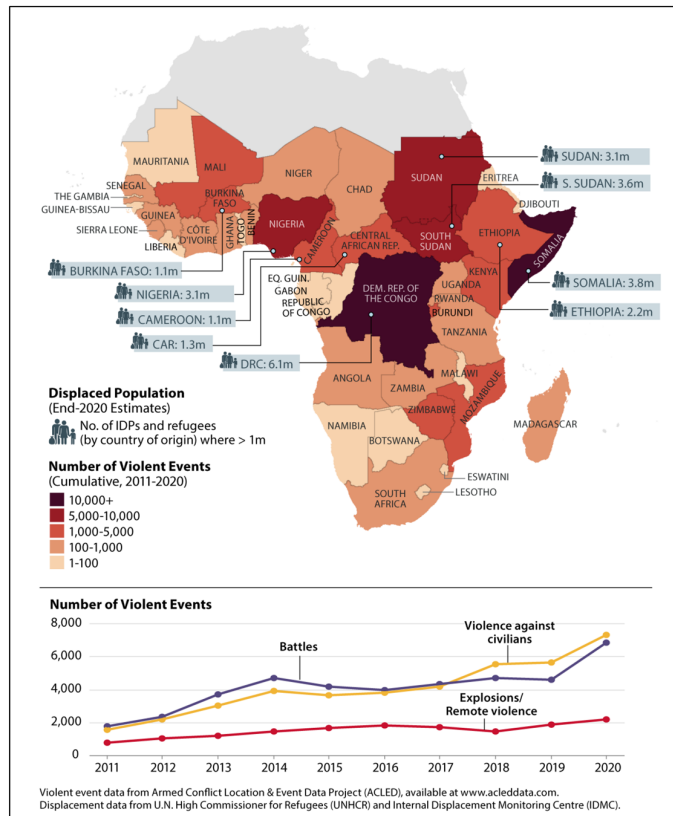 MAURITANIA
MALI
NIGER
CHAD
SUDAN
ERITREA
SUDAN: 3.1m
S. SUDAN: 3.6m
SENEGAL
THE GAMBIA
GUINEA-BISSAU
GUINEA
SIERRA LEONE
LIBERIA
CÔTE
D'IVOIRE
BURKINA
FASO
GHANA
TOGO
BENIN
NIGERIA
CAMEROON
CENTRAL
AFRICAN REP.
SOUTH
SUDAN
ETHIOPIA
DJIBOUTI
SOMALIA
BURKINA FASO: 1.1m
NIGERIA: 3.1m
CAMEROON: 1.1m
CAR: 1.3m
DRC: 6.1m
EQ. GUIN.
GABON
REPUBLIC
OF CONGO
DEM. REP. OF
THE CONGO
UGANDA
KENYA
RWANDA
BURUNDI
TANZANIA
SOMALIA: 3.8m
ETHIOPIA: 2.2m
ANGOLA
ZAMBIA
MALAWI
MOZAMBIQUE
ZIMBABWE
MADAGASCAR
NAMIBIA
BOTSWANA
ESWATINI
LESOTHO
SOUTH
AFRICA
Displaced Population
(End-2020 Estimates)
No. of IDPs and refugees
(by country of origin) where > 1m
Number of Violent Events
(Cumulative, 2011-2020)
10,000+
5,000-10,000
1,000-5,000
100-1,000
1-100
Number of Violent Events
8,000
6,000
4,000
2,000
0
Battles
Violence against
civilians
Explosions/
Remote violence
2011 2012 2013 2014 2015 2016 2017 2018 2019 2020
Violent event data from Armed Conflict Location & Event Data Project (ACLED), available at www.acleddata.com.
Displacement data from U.N. High Commissioner for Refugees (UNHCR) and Internal Displacement Monitoring Centre (IDMC).